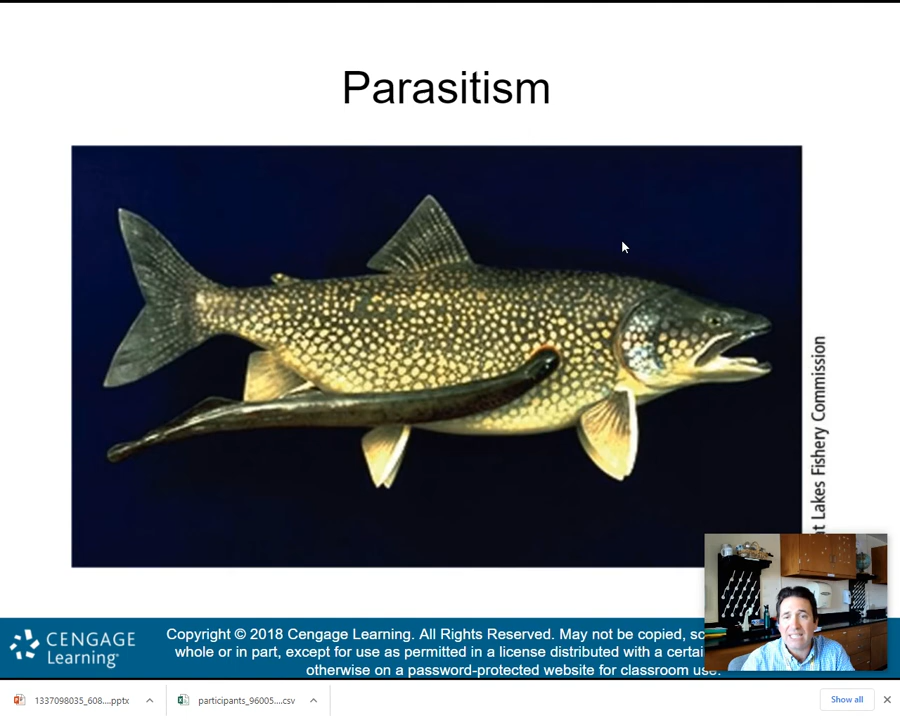 Parasitism
Lakes Fishery Commission
CENGAGE
Learning
Copyright © 2018 Cengage Learning. All Rights Reserved. May not be copied,
whole or in part, except for use as permitted in a license distributed with a
otherwise on a password-protected website for classroom use.
1337098035_608....pptx
participants_96005....csv
Show all